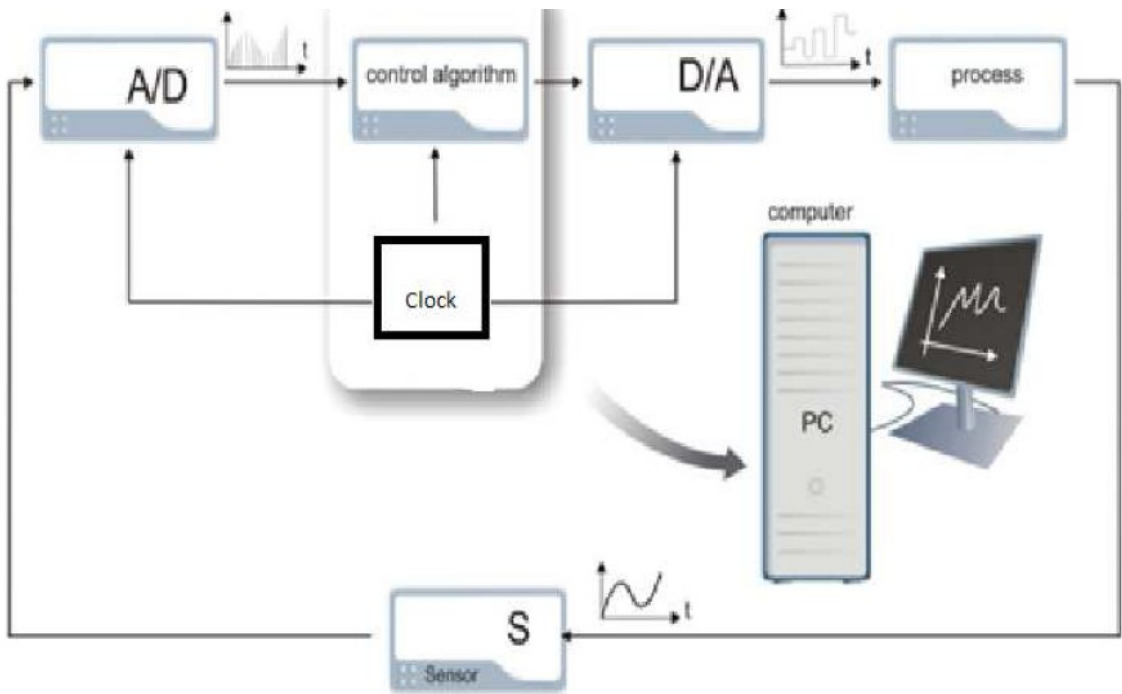 t
t
A/D
control algorithm
D/A
process
computer
Clock
PC
t
S
Sensor